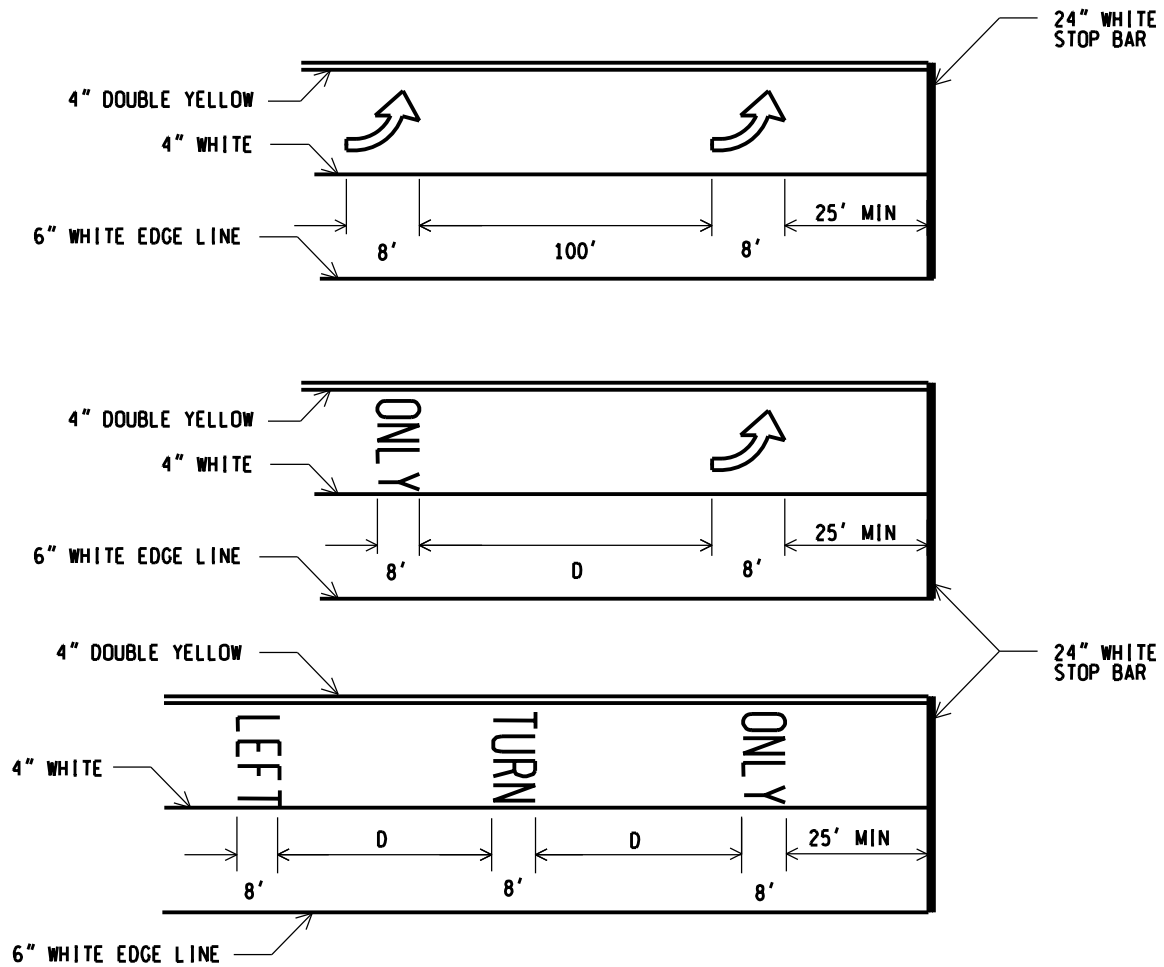 24" WHITE
STOP BAR
4" DOUBLE YELLOW
4" WHITE
25' MIN
6" WHITE EDGE LINE
8'
100'
8'
4" DOUBLE YELLOW
ONLY
4" WHITE
25' MIN
6" WHITE EDGE LINE
8'
D
8'
4" DOUBLE YELLOW
24" WHITE
STOP BAR
LEFT
TURN
ONLY
4" WHITE
D
D
25' MIN
8'
8'
8'
6" WHITE EDGE LINE